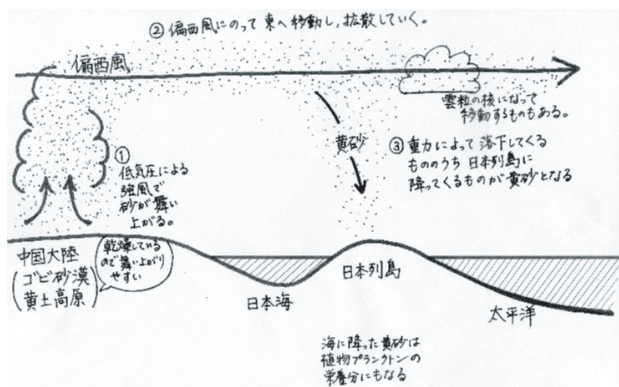 ② 偏西風にのって東へ移動し、拡散していく。
偏西風
雲粒の核になって
移動するものもある。
黄砂
①
低気圧による
強風で
砂が舞い
上がる。
③ 重力によって落下してくる
もののうち日本列島に
降ってくるものが黄砂となる
中国大陸
ゴビ砂漠
黄土高原
乾燥している
ので舞い上がり
やすい
日本海
日本列島
太平洋
海に降った黄砂は
植物プランクトンの
栄養分にもなる